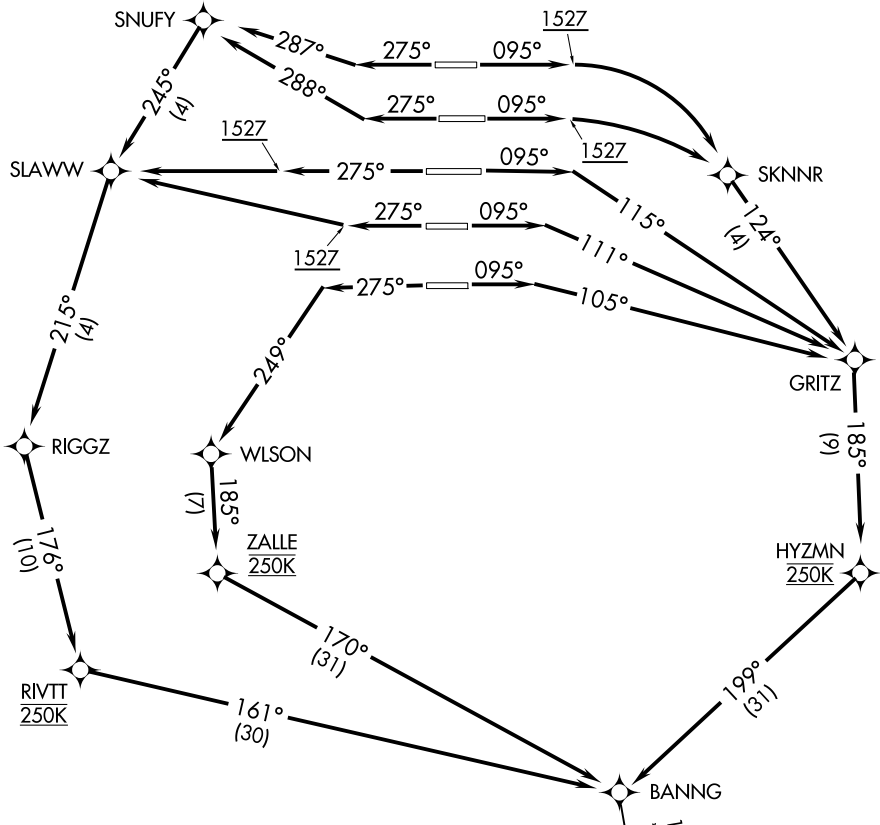 SNUFY
1527
287°
275°
095°
288°
275°
095°
245°
(4)
1527
1527
SLAWW
275°
095°
SKNNR
115°
124°
(4)
275°
095°
1527
111°
275°
095°
105°
215°
(4)
249°
GRITZ
RIGGZ
WLSON
185°
(9)
185°
(7)
176°
(10)
ZALLE
250K
HYZMN
250K
170°
(31)
199°
(31)
RIVTT
250K
161°
(30)
BANNG